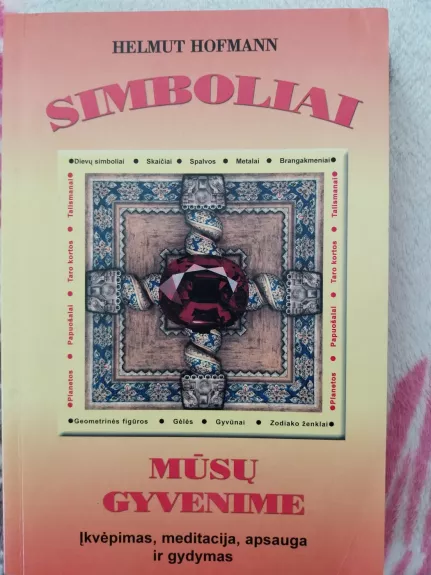 HELMUT HOFMANN
SIMBOLIAI
●Dievų simboliai ● Skaičiai ● Spalvos ● Metalai ● Brangakmeniai●
●Planetos ● Papuošalai ● Taro kortos ● Talismanai ●
●Planetos ● Papuošalai ● Taro kortos ● Talismanai ●
●Geometrinės figūros ● Gėlės ● Gyvūnai ● Zodiako ženklai●
MŪSŲ
GYVENIME
Įkvėpimas, meditacija, apsauga
ir gydymas